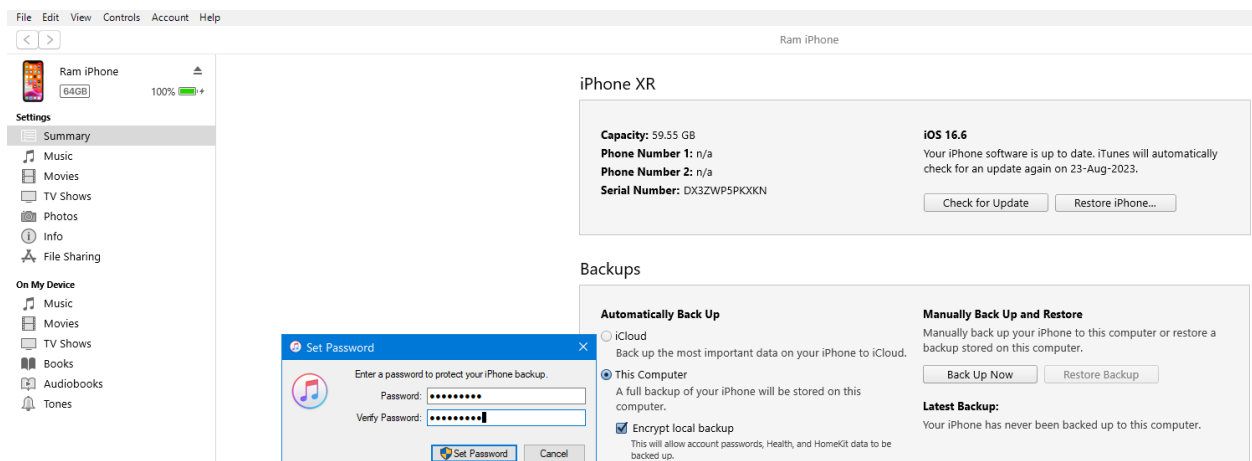 File Edit View Controls Account Help
Ram iPhone
Ram iPhone
64GB 100%
Settings
Summary
Music
Movies
TV Shows
Photos
Info
File Sharing
On My Device
Music
Movies
TV Shows
Books
Audiobooks
Tones
iPhone XR
Capacity: 59.55 GB
Phone Number 1: n/a
Phone Number 2: n/a
Serial Number: DX3ZWP5PKXKN
iOS 16.6
Your iPhone software is up to date. iTunes will automatically
check for an update again on 23-Aug-2023.
Check for Update Restore iPhone...
Backups
Automatically Back Up
iCloud
Back up the most important data on your iPhone to iCloud.
This Computer
A full backup of your iPhone will be stored on this
computer.
Encrypt local backup
This will allow account passwords, Health, and HomeKit data to be
backed up.
Manually Back Up and Restore
Manually back up your iPhone to this computer or restore a
backup stored on this computer.
Back Up Now Restore Backup
Latest Backup:
Your iPhone has never been backed up to this computer.
Set Password
Enter a password to protect your iPhone backup.
Password: •••••••••
Verify Password: •••••••••
Set Password Cancel